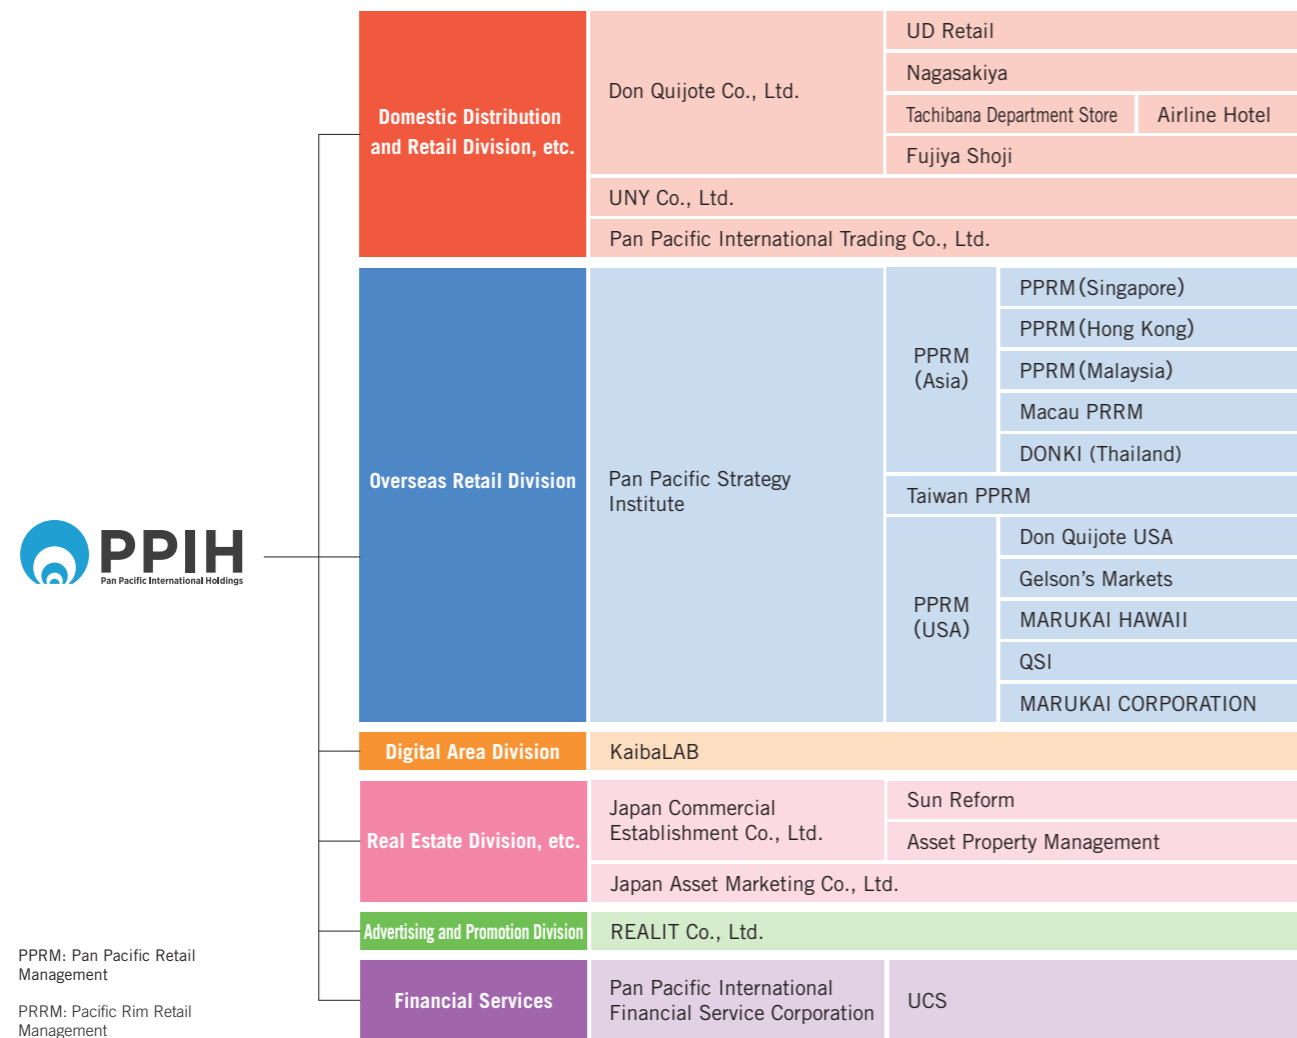 PPIH
Pan Pacific International Holdings
Domestic Distribution
and Retail Division, etc.
Don Quijote Co., Ltd.
UD Retail
Nagasakiya
Tachibana Department Store
Airline Hotel
Fujiya Shoji
UNY Co., Ltd.
Pan Pacific International Trading Co., Ltd.
Overseas Retail Division
Pan Pacific Strategy
Institute
PPRM
(Asia)
PPRM (Singapore)
PPRM (Hong Kong)
PPRM (Malaysia)
Macau PRRM
DONKI (Thailand)
Taiwan PPRM
PPRM
(USA)
Don Quijote USA
Gelson's Markets
MARUKAI HAWAII
QSI
MARUKAI CORPORATION
Digital Area Division
KaibaLAB
Real Estate Division, etc.
Japan Commercial
Establishment Co., Ltd.
Sun Reform
Asset Property Management
Japan Asset Marketing Co., Ltd.
Advertising and Promotion Division
REALIT Co., Ltd.
Financial Services
Pan Pacific International
Financial Service Corporation
UCS
PPRM: Pan Pacific Retail
Management
PRRM: Pacific Rim Retail
Management